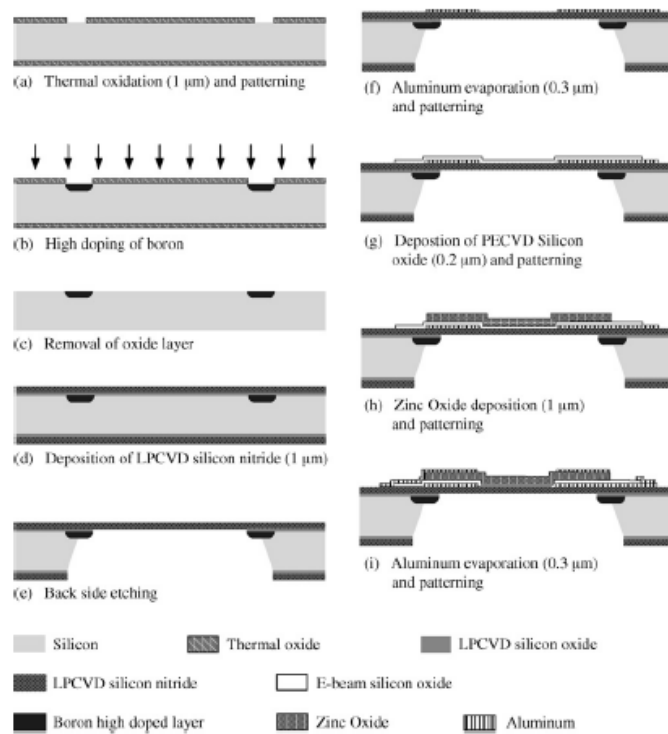 (a) Thermal oxidation (1 μm) and patterning
(b) High doping of boron
(c) Removal of oxide layer
(d) Deposition of LPCVD silicon nitride (1 μm)
(e) Back side etching
(f) Aluminum evaporation (0.3 μm)
and patterning
(g) Depostion of PECVD Silicon
oxide (0.2 μm) and patterning
(h) Zinc Oxide deposition (1 μm)
and patterning
(i) Aluminum evaporation (0.3 μm)
and patterning
Silicon
Thermal oxide
LPCVD silicon oxide
LPCVD silicon nitride
E-beam silicon oxide
Boron high doped layer
Zinc Oxide
Aluminum